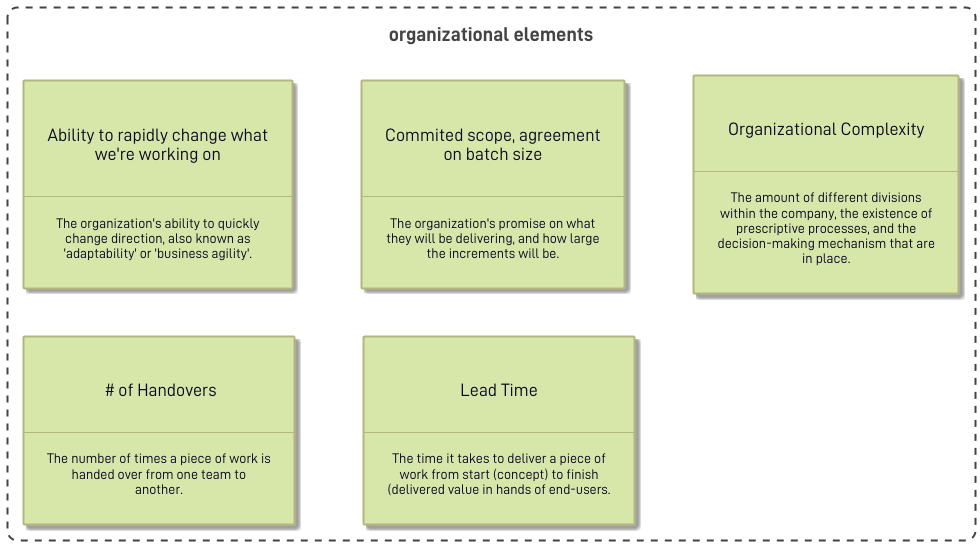 organizational elements
Ability to rapidly change what
we're working on
The organization's ability to quickly
change direction, also known as
'adaptability' or 'business agility'.
Commited scope, agreement
on batch size
The organization's promise on what
they will be delivering, and how large
the increments will be.
Organizational Complexity
The amount of different divisions
within the company, the existence of
prescriptive processes, and the
decision-making mechanism that are
in place.
# of Handovers
The number of times a piece of work is
handed over from one team to
another.
Lead Time
The time it takes to deliver a piece of
work from start (concept) to finish
(delivered value in hands of end-users.